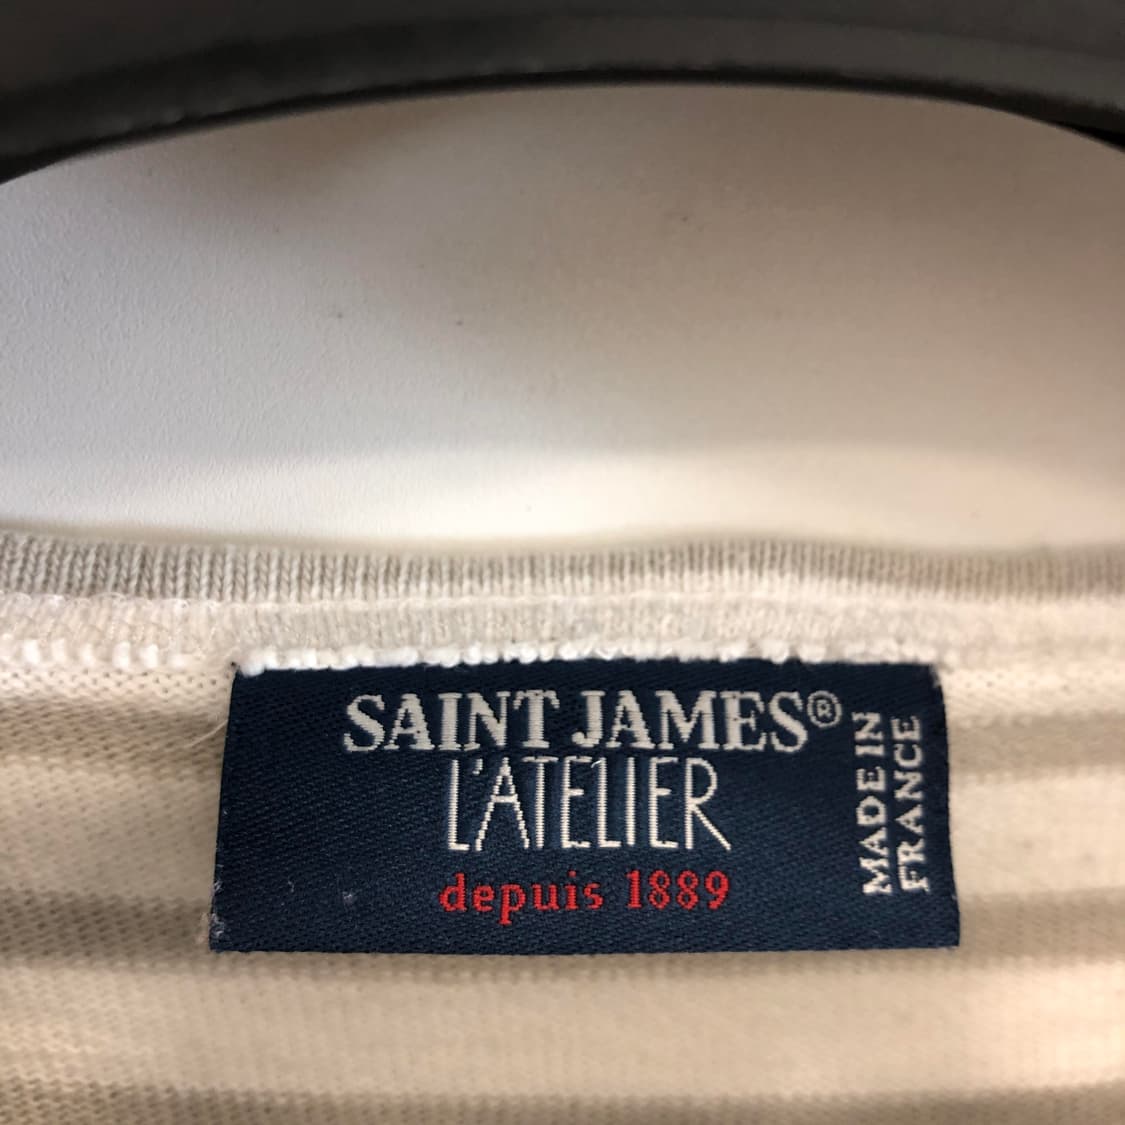 SAINT JAMES®
L'ATELIER
depuis 1889
MADE IN
FRANCE